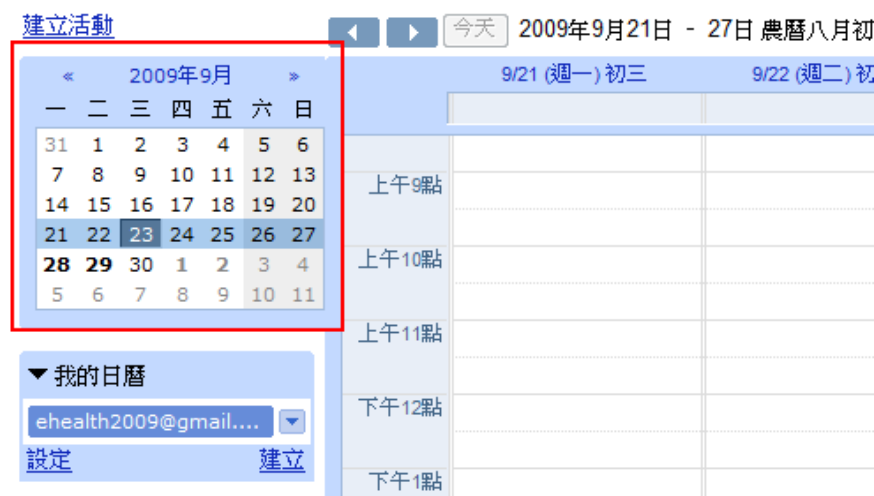 建立活動
今天 2009年9月21日 - 27日 農曆八月初
« 2009年9月 »
一 二 三 四 五 六 日
31 1 2 3 4 5 6
7 8 9 10 11 12 13
14 15 16 17 18 19 20
21 22 23 24 25 26 27
28 29 30 1 2 3 4
5 6 7 8 9 10 11
我的日曆
ehealth2009@gmail....
設定 建立
9/21 (週一) 初三 9/22 (週二) 初
上午9點
上午10點
上午11點
下午12點
下午1點